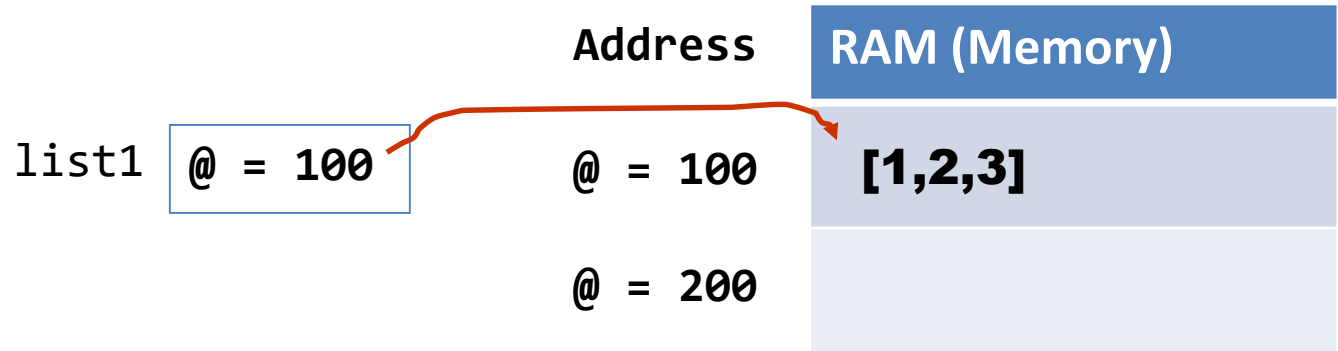 Address RAM (Memory)
list1 @ = 100 @ = 100 [1,2,3]
@ = 200